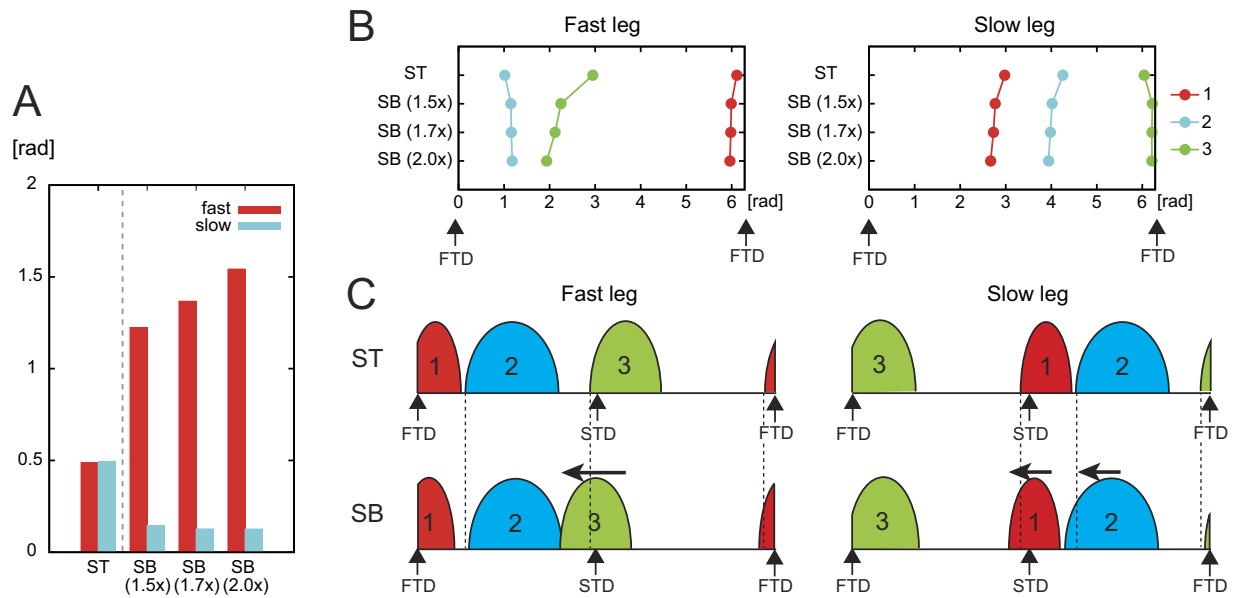 A
[rad]
2
1.5
1
0.5
0
fast
slow
ST
SB
(1.5x)
SB
(1.7x)
SB
(2.0x)
B
Fast leg
ST
SB (1.5x)
SB (1.7x)
SB (2.0x)
0 1 2 3 4 5 6 [rad]
FTD
FTD
Slow leg
ST
SB (1.5x)
SB (1.7x)
SB (2.0x)
0 1 2 3 4 5 6 [rad]
FTD
FTD
1
2
3
C
Fast leg
Slow leg
ST
1 2 3
FTD STD FTD
3 1 2
FTD STD FTD
SB
1 2 3
FTD STD FTD
3 1 2
FTD STD FTD